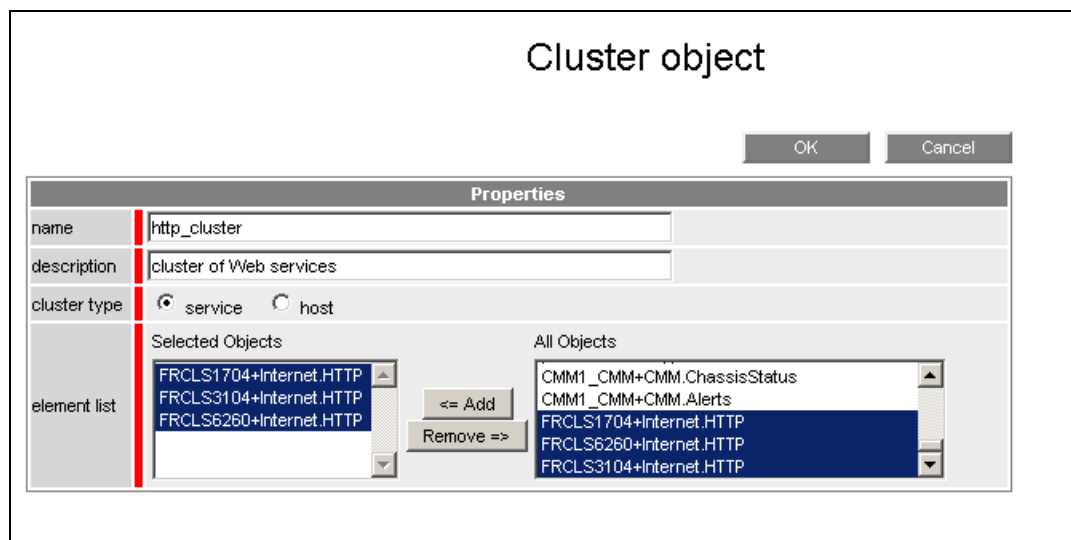 Cluster object
OK Cancel
Properties
name http_cluster
description cluster of Web services
cluster type service host
element list
Selected Objects
FRCLS1704+Internet.HTTP
FRCLS3104+Internet.HTTP
FRCLS6260+Internet.HTTP
<= Add
Remove =>
All Objects
CMM1_CMM+CMM.ChassisStatus
CMM1_CMM+CMM.Alerts
FRCLS1704+Internet.HTTP
FRCLS6260+Internet.HTTP
FRCLS3104+Internet.HTTP